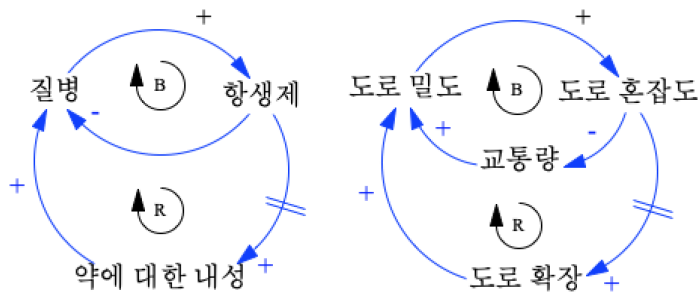 +
질병
B
항생제
-
+
R
약에 대한 내성
+
+
도로 밀도
B
도로 혼잡도
+
-
교통량
+
R
도로 확장
+